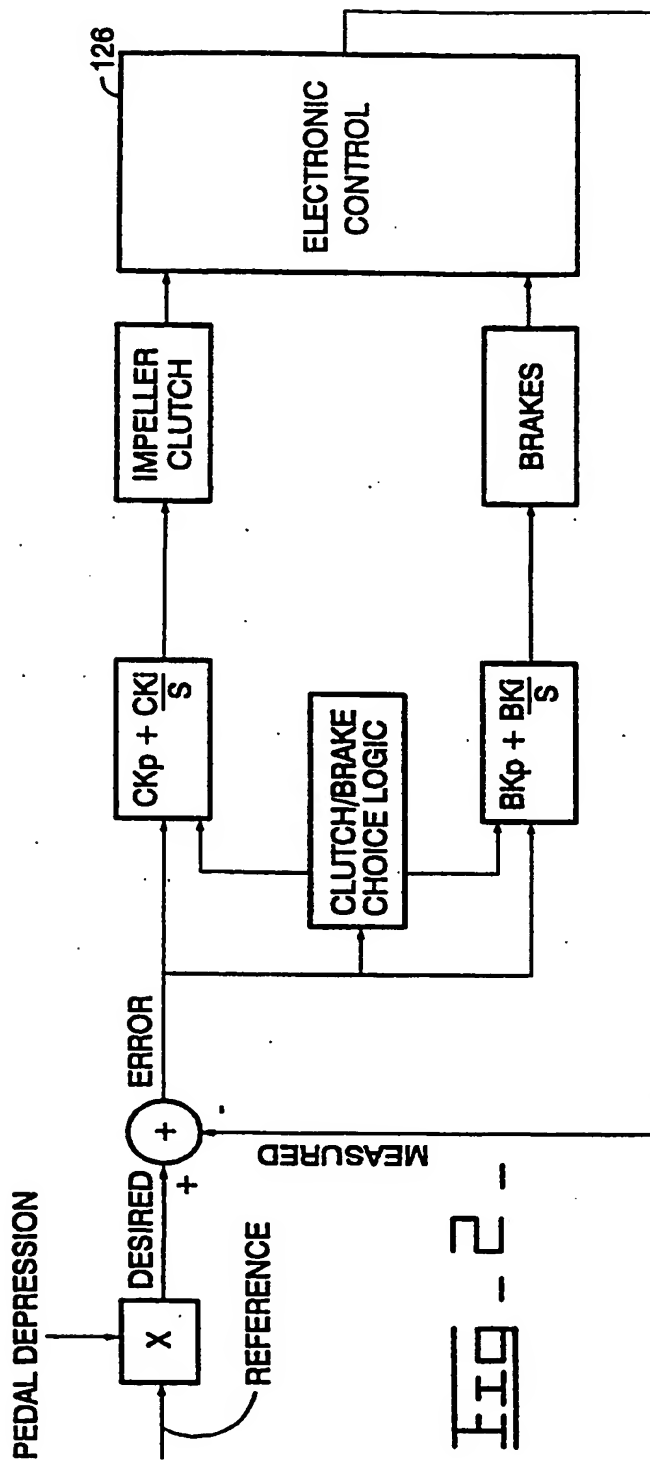 PEDAL DEPRESSION
X
DESIRED
+
REFERENCE
+
-
ERROR
MEASURED
CKp + CKi
S
CLUTCH/BRAKE
CHOICE LOGIC
BKp + BKi
S
IMPELLER
CLUTCH
BRAKES
126
ELECTRONIC
CONTROL
FIG-2-